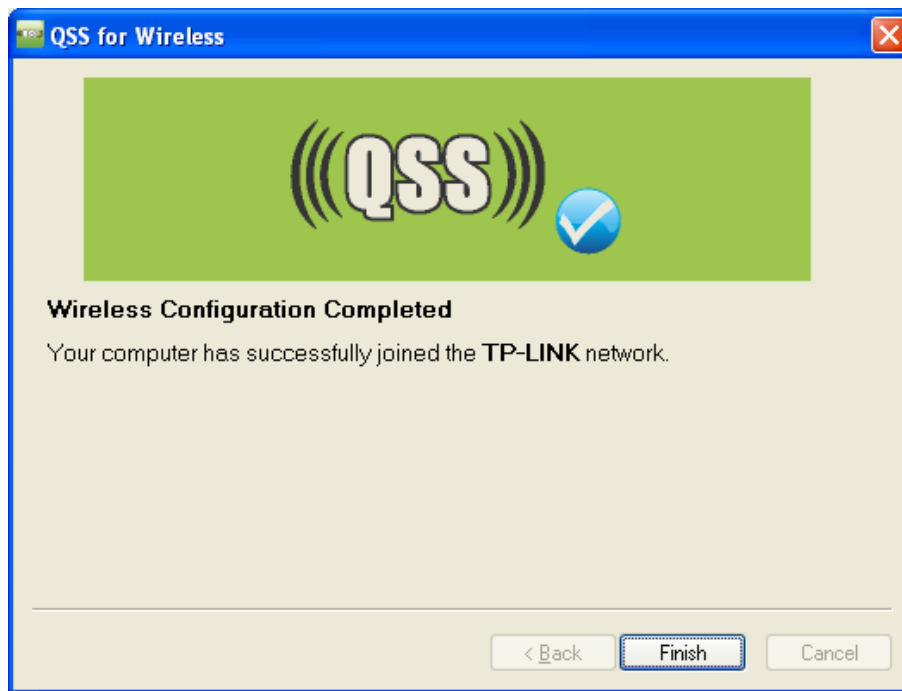 QSS for Wireless
(((QSS)))
Wireless Configuration Completed
Your computer has successfully joined the TP-LINK network.
< Back Finish Cancel